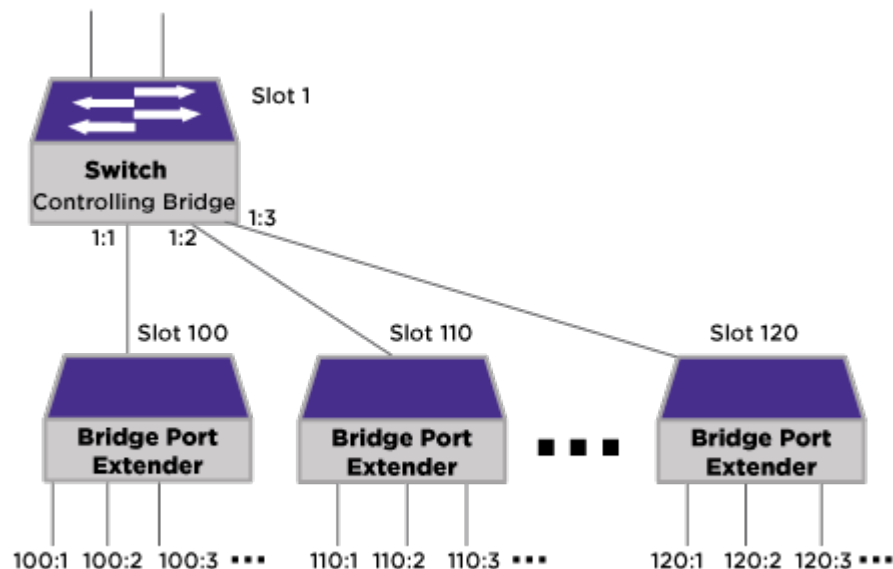 Slot 1
Switch
Controlling Bridge
1:1
1:2
1:3
Slot 100
Slot 110
Slot 120
Bridge Port
Extender
Bridge Port
Extender
Bridge Port
Extender
100:1 100:2 100:3 ...
110:1 110:2 110:3 ...
120:1 120:2 120:3 ...